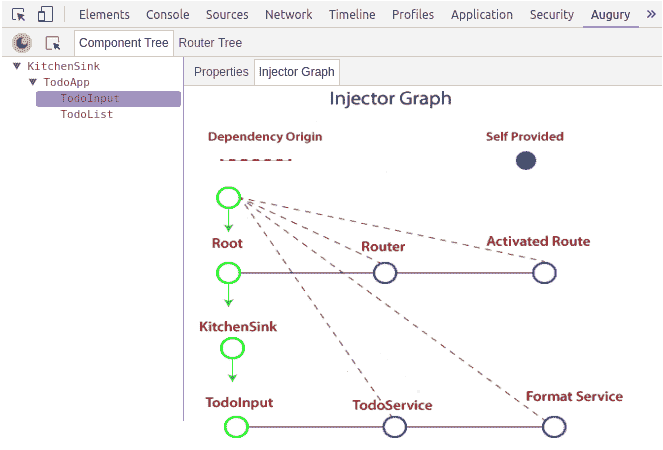 Elements Console Sources Network Timeline Profiles Application Security Augury »
Component Tree Router Tree
KitchenSink
TodoApp
TodoInput
TodoList
Properties Injector Graph
Injector Graph
Dependency Origin Self Provided
Root Router Activated Route
KitchenSink
TodoInput TodoService Format Service